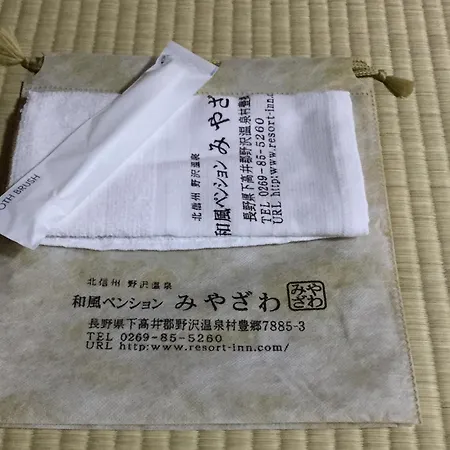 OTH BRUSH
北信州 野沢温泉
和風ペンション みやざ
長野県下高井郡野沢温泉村豊郷
TEL 0269-85-5260
URL http:www.resort-inn.co
北信州 野沢温泉
和風ペンション みやざわ
みや
ざわ
長野県下高井郡野沢温泉村豊郷7885-3
TEL 0269-85-5260
URL http:www.resort-inn.com/